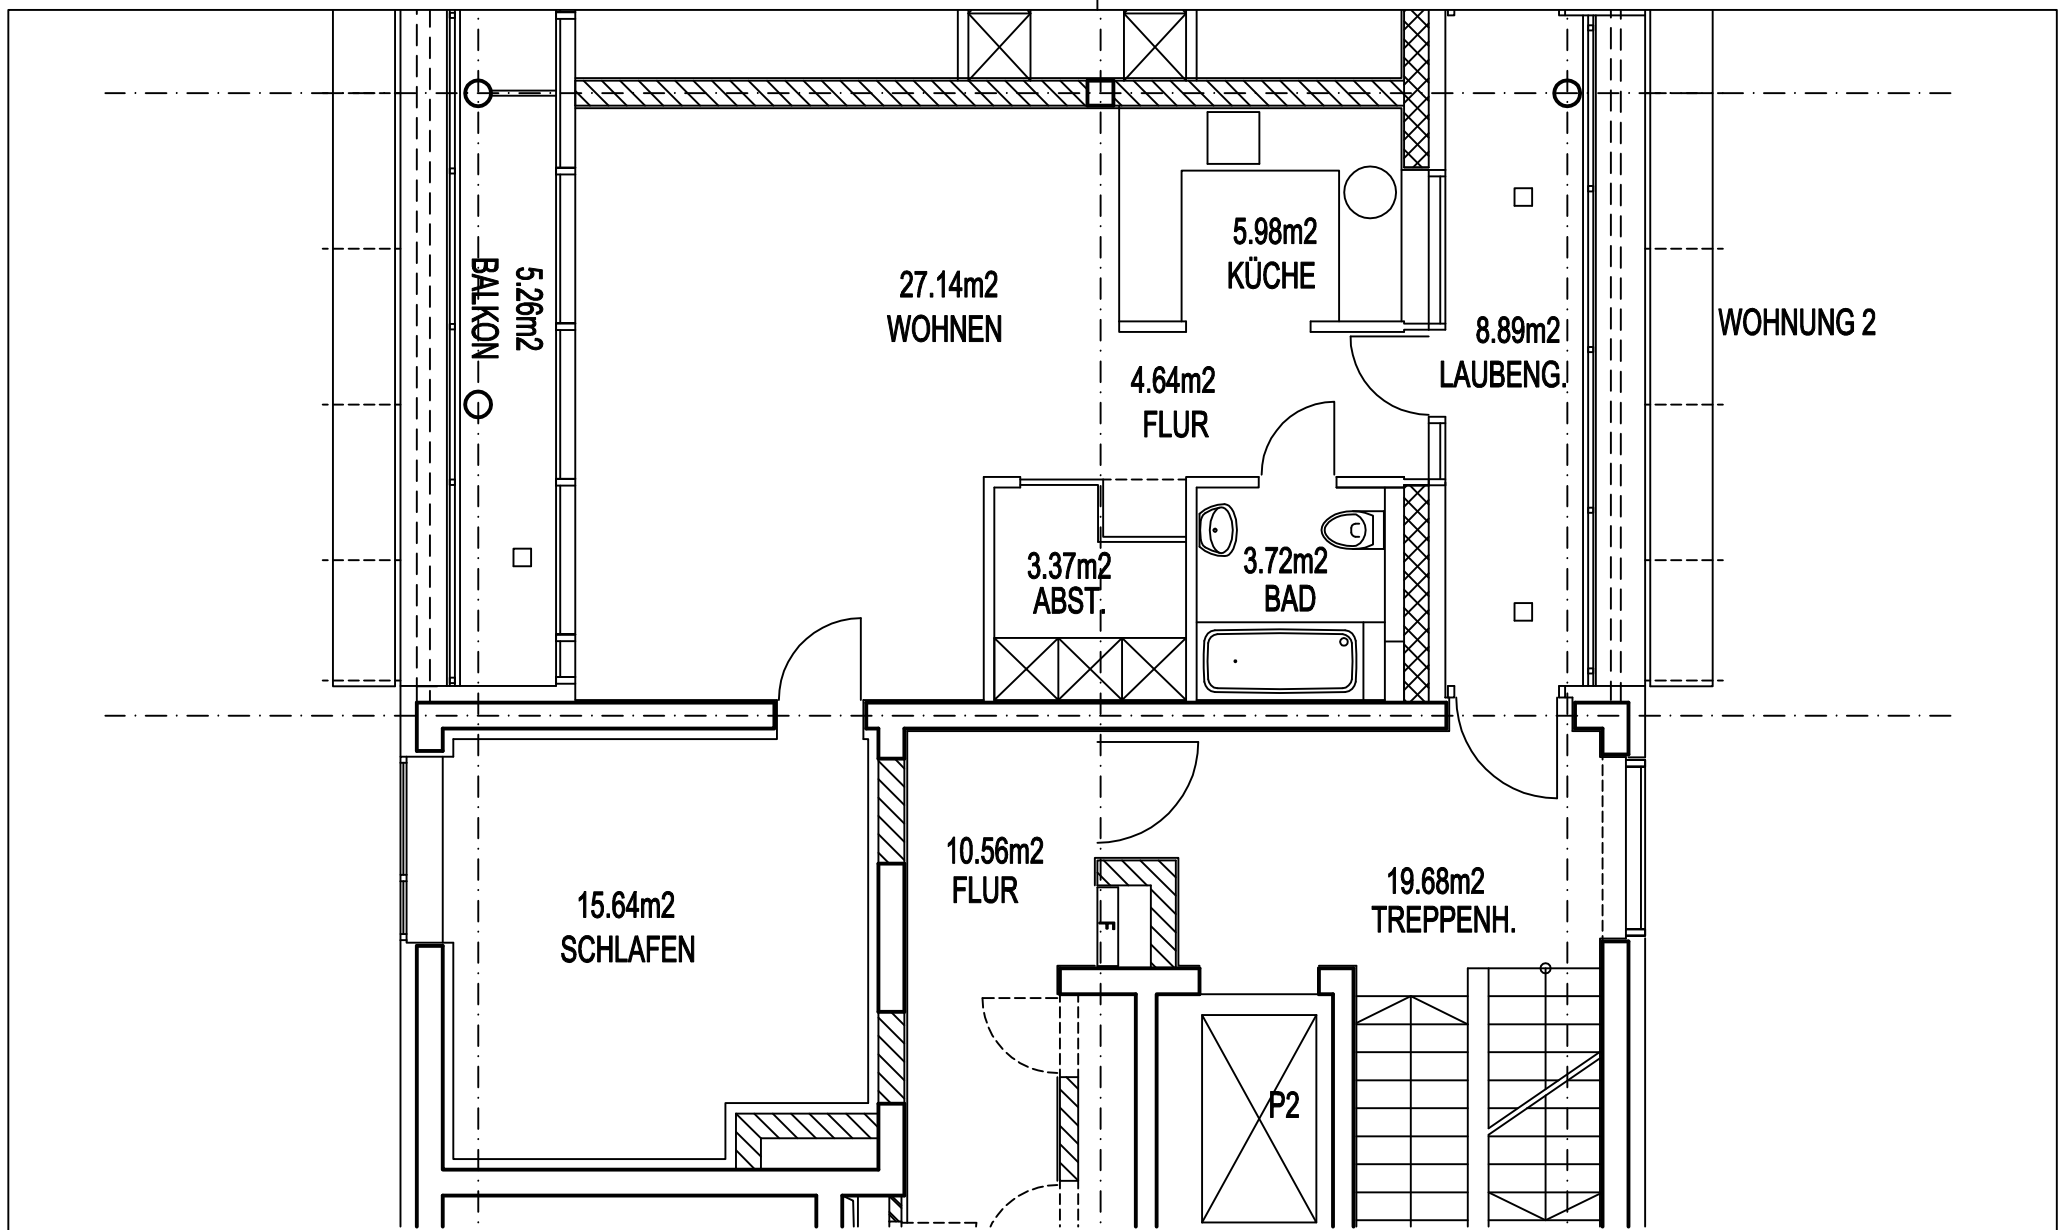 5.98m2
KÜCHE
27.14m2
WOHNEN
5.26m2
BALKON
8.89m2
LAUBENG.
WOHNUNG 2
4.64m2
FLUR
3.37m2
ABST.
3.72m2
BAD
10.56m2
FLUR
15.64m2
SCHLAFEN
19.68m2
TREPPENH.
F
P2